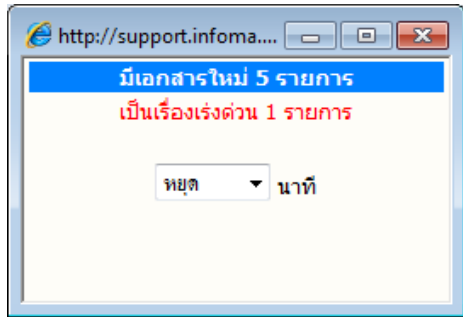 http://support.infoma....
มีเอกสารใหม่ 5 รายการ
เป็นเรื่องเร่งด่วน 1 รายการ
หยุด นาที